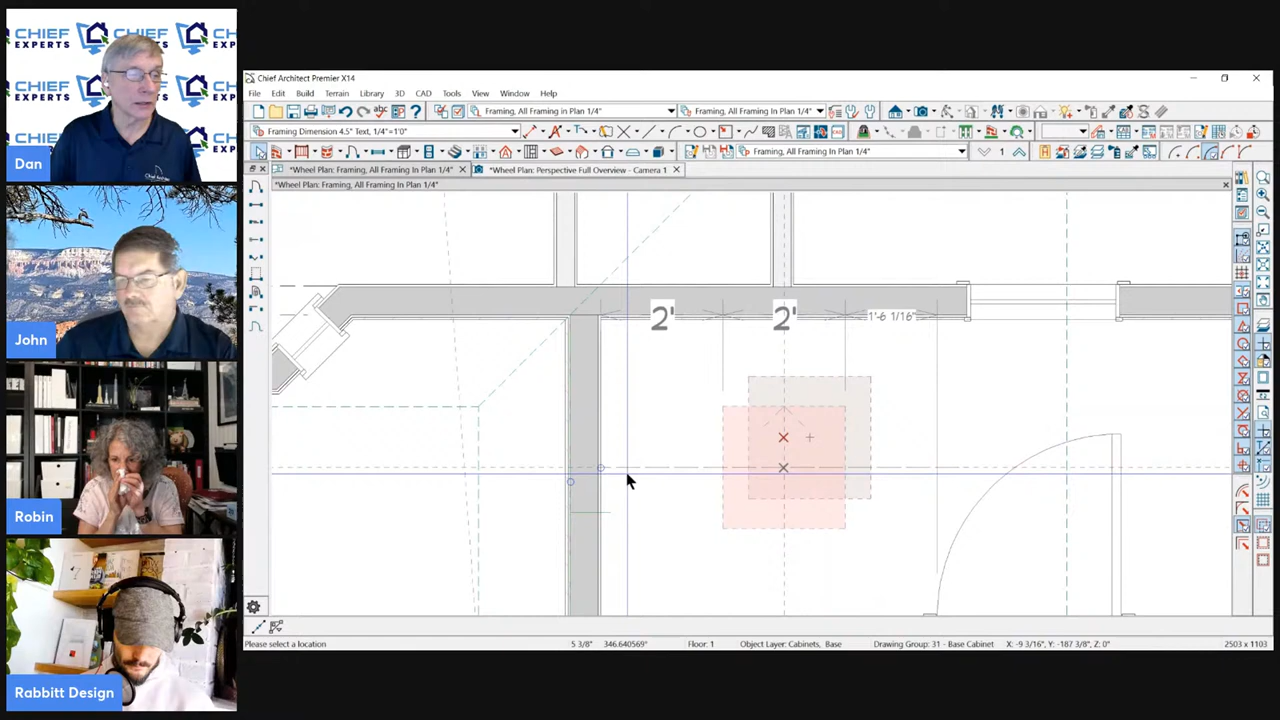 CHIEF EXPERTS
Dan
John
Robin
Rabbitt Design
Chief Architect Premier X14
File Edit Build Terrain Library 3D CAD Tools View Window Help
Framing, All Framing in Plan 1/4" Framing, All Framing in Plan 1/4"
Framing Dimension 4.5" Text, 1/4"=1'0"
Framing, All Framing in Plan 1/4" 1
*Wheel Plan: Framing, All Framing In Plan 1/4" *Wheel Plan: Perspective Full Overview - Camera 1
*Wheel Plan: Framing, All Framing In Plan 1/4"
2' 2' 1'-6 1/16"
Please select a location 5 3/8" 346.640569° Floor: 1 Object Layer: Cabinets, Base Drawing Group: 31 - Base Cabinet X: -9 3/16", Y: -187 3/8", Z: 0" 2503 x 1103